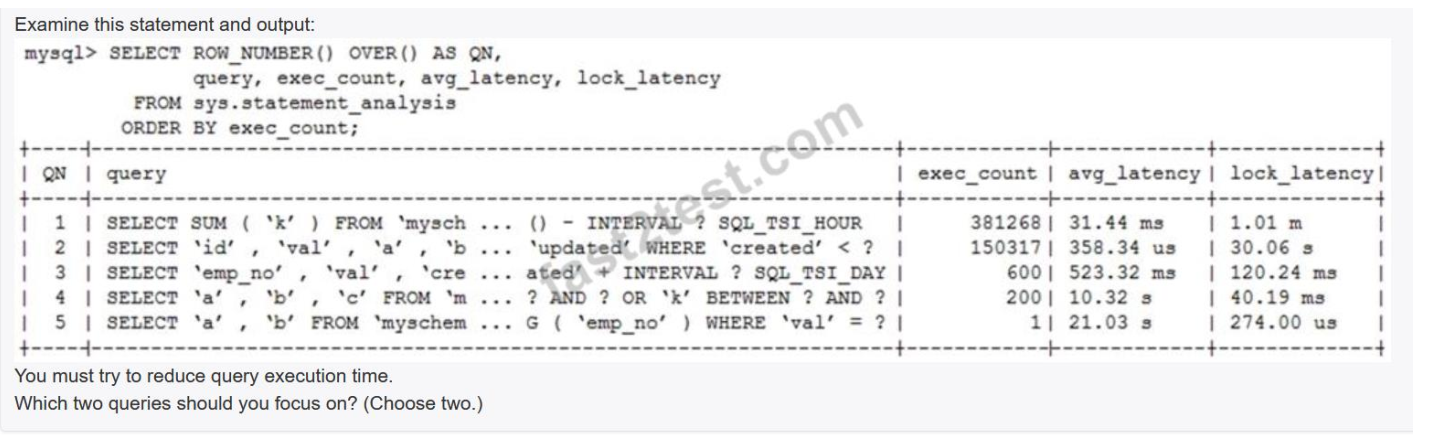 Examine this statement and output:
mysql> SELECT ROW_NUMBER() OVER() AS QN,
query, exec_count, avg_latency, lock_latency
FROM sys.statement_analysis
ORDER BY exec_count;
+-----+---------------------------------------------------------------+------------+-------------+-------------+
| QN | query | exec_count | avg_latency | lock_latency|
+-----+---------------------------------------------------------------+------------+-------------+-------------+
| 1 | SELECT SUM ( `k' ) FROM `mysch ... () - INTERVAL ? SQL_TSI_HOUR | 381268| 31.44 ms | 1.01 m |
| 2 | SELECT `id' , `val' , `a' , `b ... `updated' WHERE `created' < ? | 150317| 358.34 us | 30.06 s |
| 3 | SELECT `emp_no' , `val' , `cre ... ated' + INTERVAL ? SQL_TSI_DAY | 600| 523.32 ms | 120.24 ms |
| 4 | SELECT `a' , `b' , `c' FROM `m ... ? AND ? OR `k' BETWEEN ? AND ? | 200| 10.32 s | 40.19 ms |
| 5 | SELECT `a' , `b' FROM `myschem ... G ( `emp_no' ) WHERE `val' = ? | 1| 21.03 s | 274.00 us |
+-----+---------------------------------------------------------------+------------+-------------+-------------+
fast2test.com
You must try to reduce query execution time.
Which two queries should you focus on? (Choose two.)